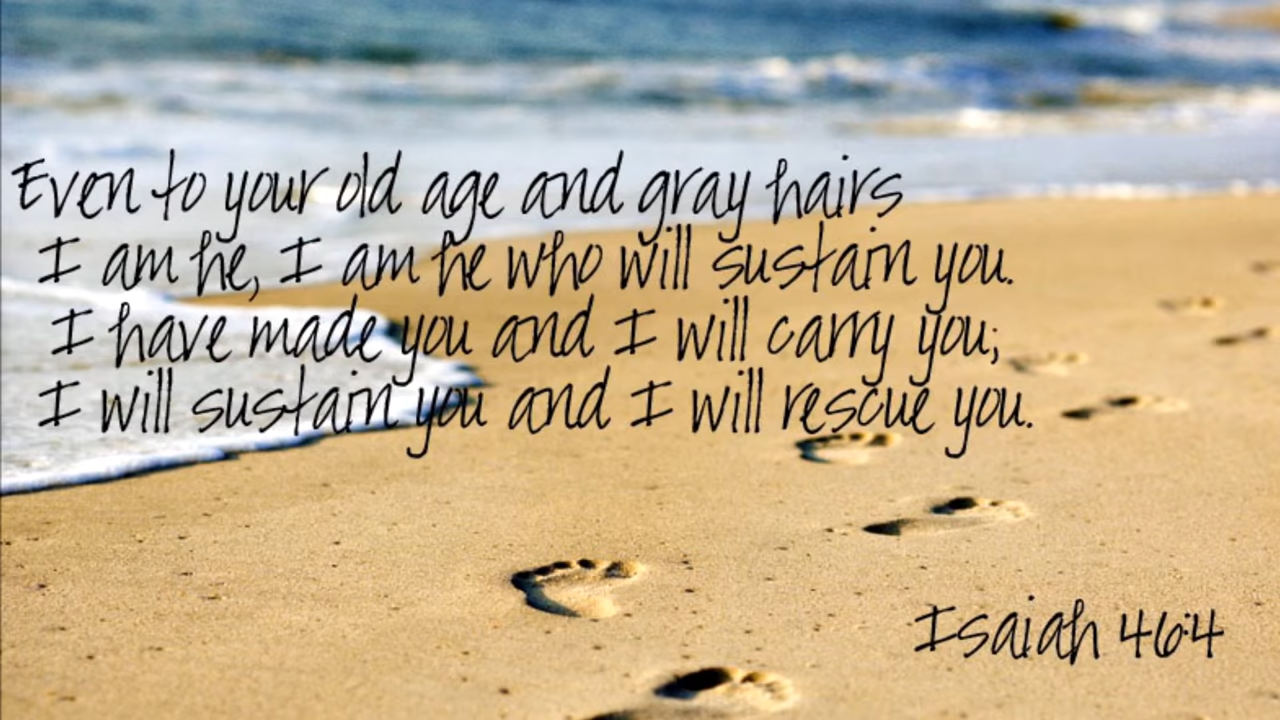 Even to your old age and gray hairs
I am he, I am he who will sustain you.
I have made you and I will carry you;
I will sustain you and I will rescue you.
Isaiah 46:4